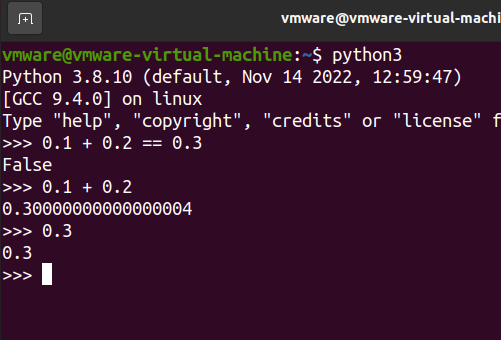 vmware@vmware-virtual-machi
vmware@vmware-virtual-machine:~$ python3
Python 3.8.10 (default, Nov 14 2022, 12:59:47)
[GCC 9.4.0] on linux
Type "help", "copyright", "credits" or "license" f
>>> 0.1 + 0.2 == 0.3
False
>>> 0.1 + 0.2
0.30000000000000004
>>> 0.3
0.3
>>>